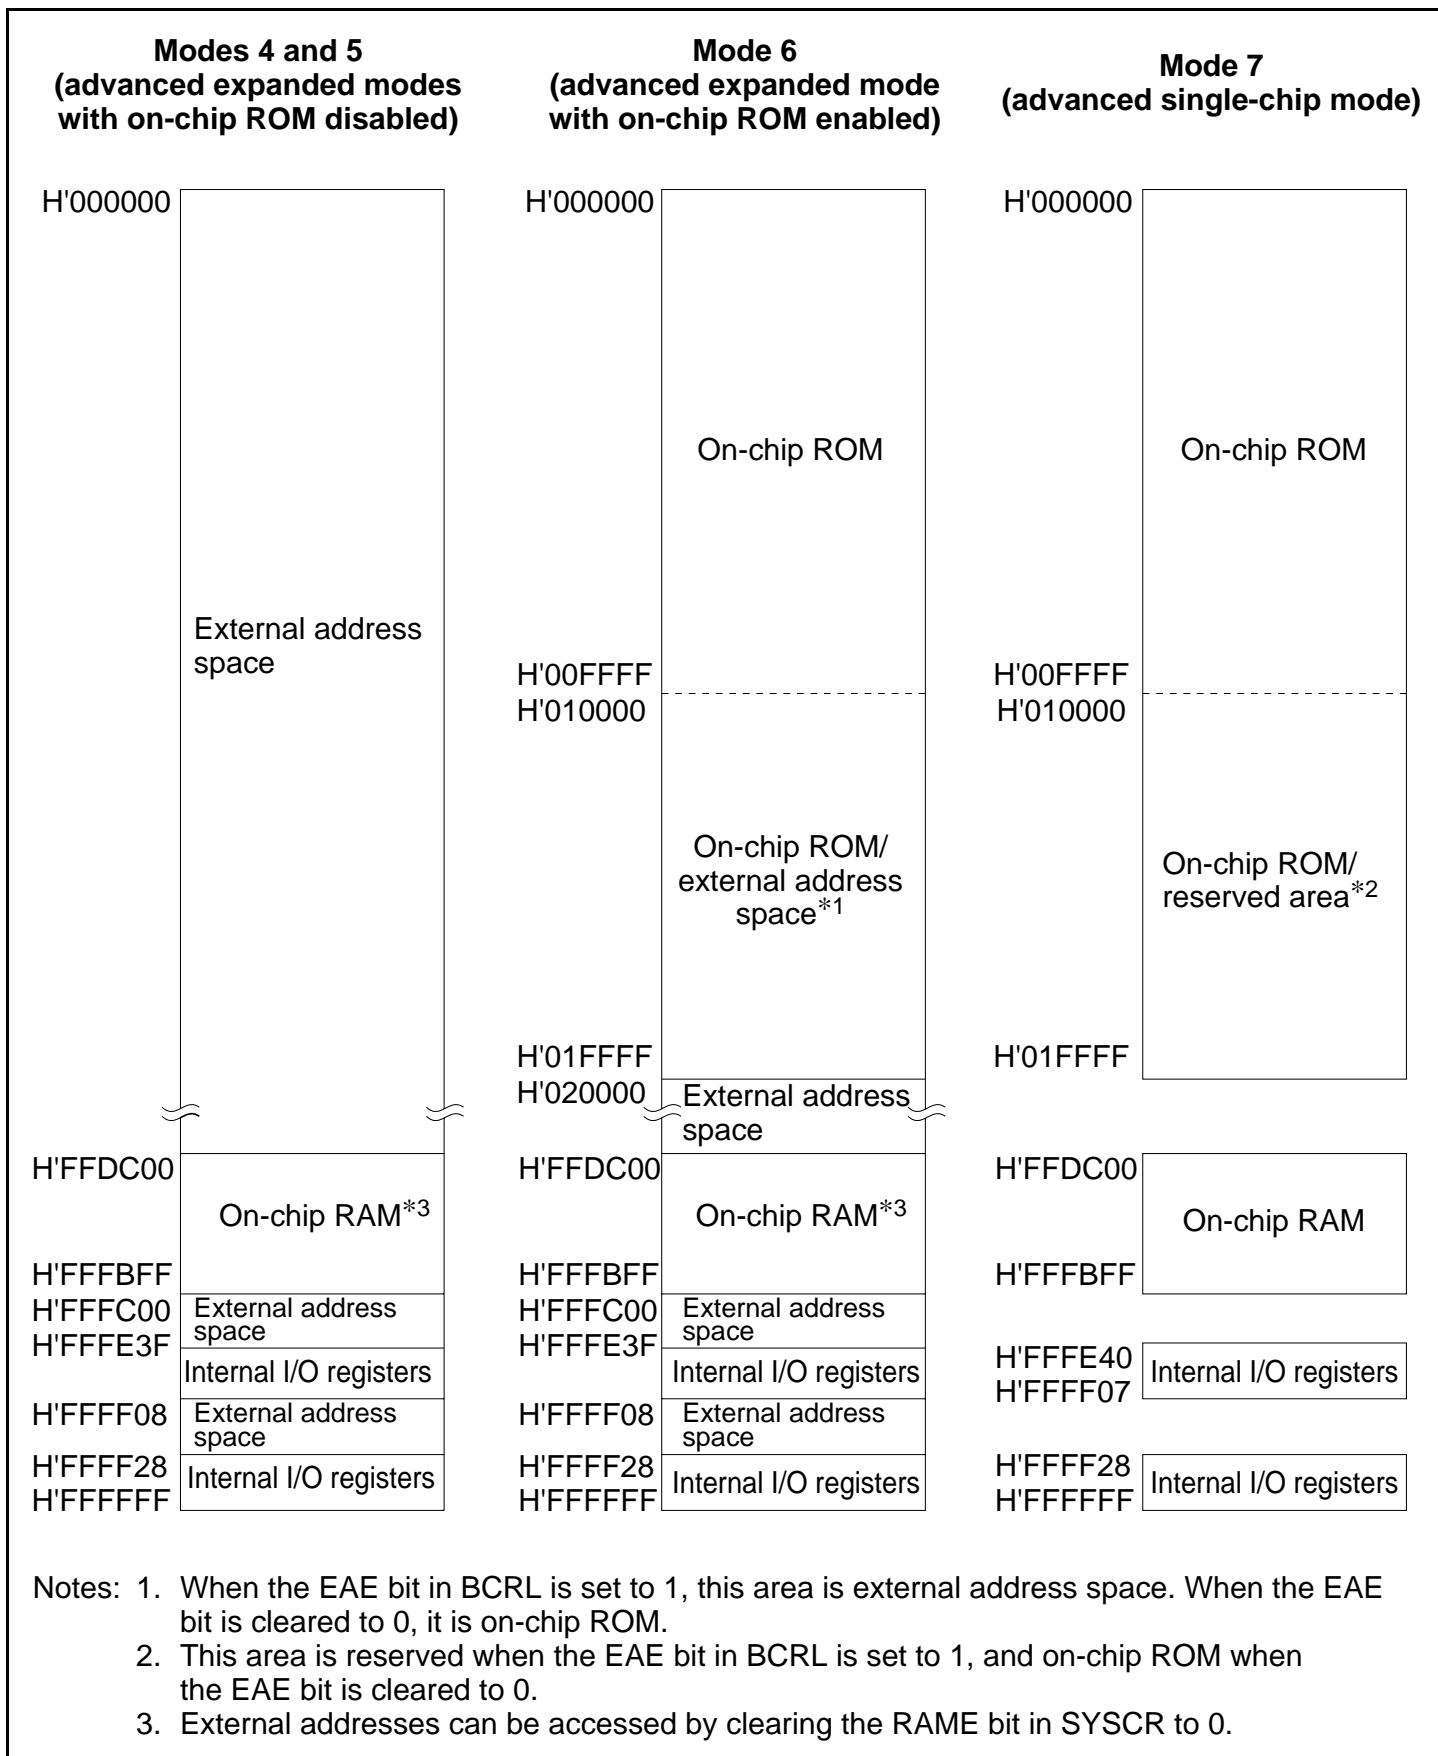 Modes 4 and 5
(advanced expanded modes
with on-chip ROM disabled)
H'000000
External address
space
H'FFDC00
On-chip RAM*3
H'FFFBFF
H'FFFC00
External address
space
H'FFFE3F
Internal I/O registers
H'FFFF08
External address
space
H'FFFF28
Internal I/O registers
H'FFFFFF
Mode 6
(advanced expanded mode
with on-chip ROM enabled)
H'000000
On-chip ROM
H'00FFFF
H'010000
On-chip ROM/
external address
space*1
H'01FFFF
H'020000
External address
space
H'FFDC00
On-chip RAM*3
H'FFFBFF
H'FFFC00
External address
space
H'FFFE3F
Internal I/O registers
H'FFFF08
External address
space
H'FFFF28
Internal I/O registers
H'FFFFFF
Mode 7
(advanced single-chip mode)
H'000000
On-chip ROM
H'00FFFF
H'010000
On-chip ROM/
reserved area*2
H'01FFFF
H'FFDC00
On-chip RAM
H'FFFBFF
H'FFFE40
Internal I/O registers
H'FFFF07
H'FFFF28
Internal I/O registers
H'FFFFFF
Notes: 1. When the EAE bit in BCRL is set to 1, this area is external address space. When the EAE
bit is cleared to 0, it is on-chip ROM.
2. This area is reserved when the EAE bit in BCRL is set to 1, and on-chip ROM when
the EAE bit is cleared to 0.
3. External addresses can be accessed by clearing the RAME bit in SYSCR to 0.